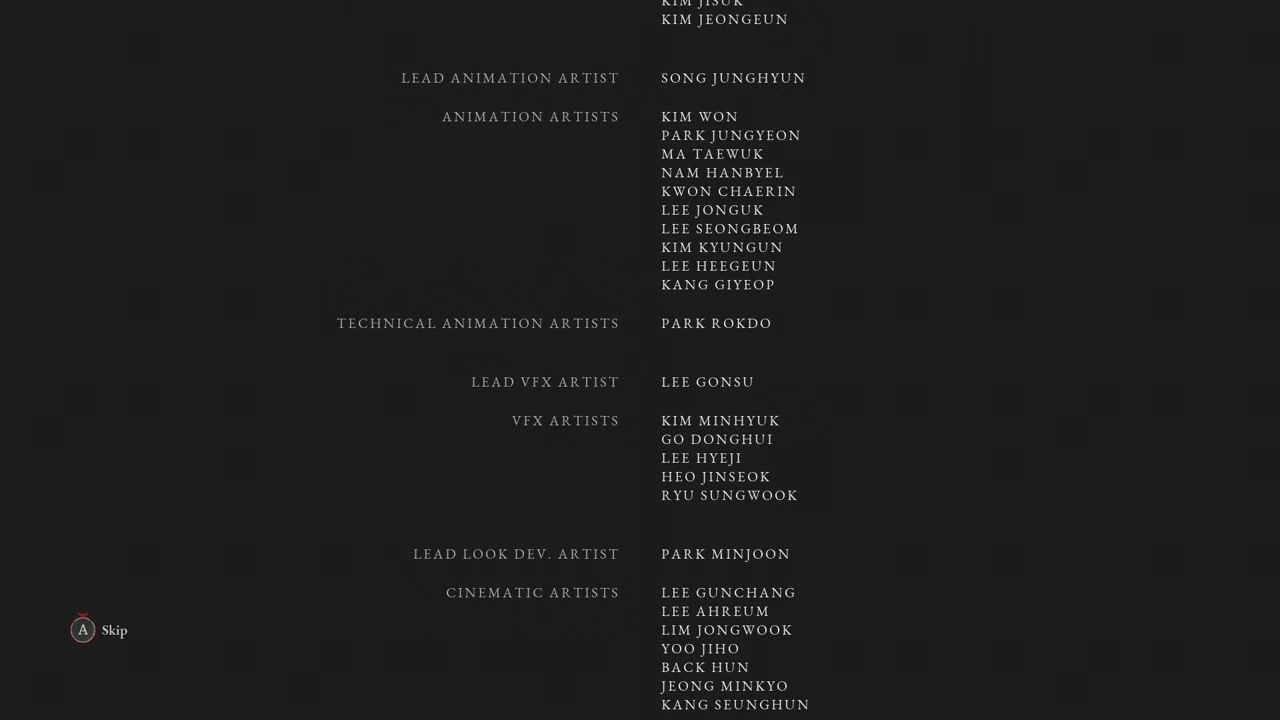 KIM JISUK
KIM JEONGEUN
LEAD ANIMATION ARTIST SONG JUNGHYUN
ANIMATION ARTISTS KIM WON
PARK JUNGYEON
MA TAEWUK
NAM HANBYEL
KWON CHAERIN
LEE JONGUK
LEE SEONGBEOM
KIM KYUNGUN
LEE HEEGEUN
KANG GIYEOP
TECHNICAL ANIMATION ARTISTS PARK ROKDO
LEAD VFX ARTIST LEE GONSU
VFX ARTISTS KIM MINHYUK
GO DONGHUI
LEE HYEJI
HEO JINSEOK
RYU SUNGWOOK
LEAD LOOK DEV. ARTIST PARK MINJOON
CINEMATIC ARTISTS LEE GUNCHANG
LEE AHREUM
LIM JONGWOOK
A Skip
YOO JIHO
BACK HUN
JEONG MINKYO
KANG SEUNGHUN